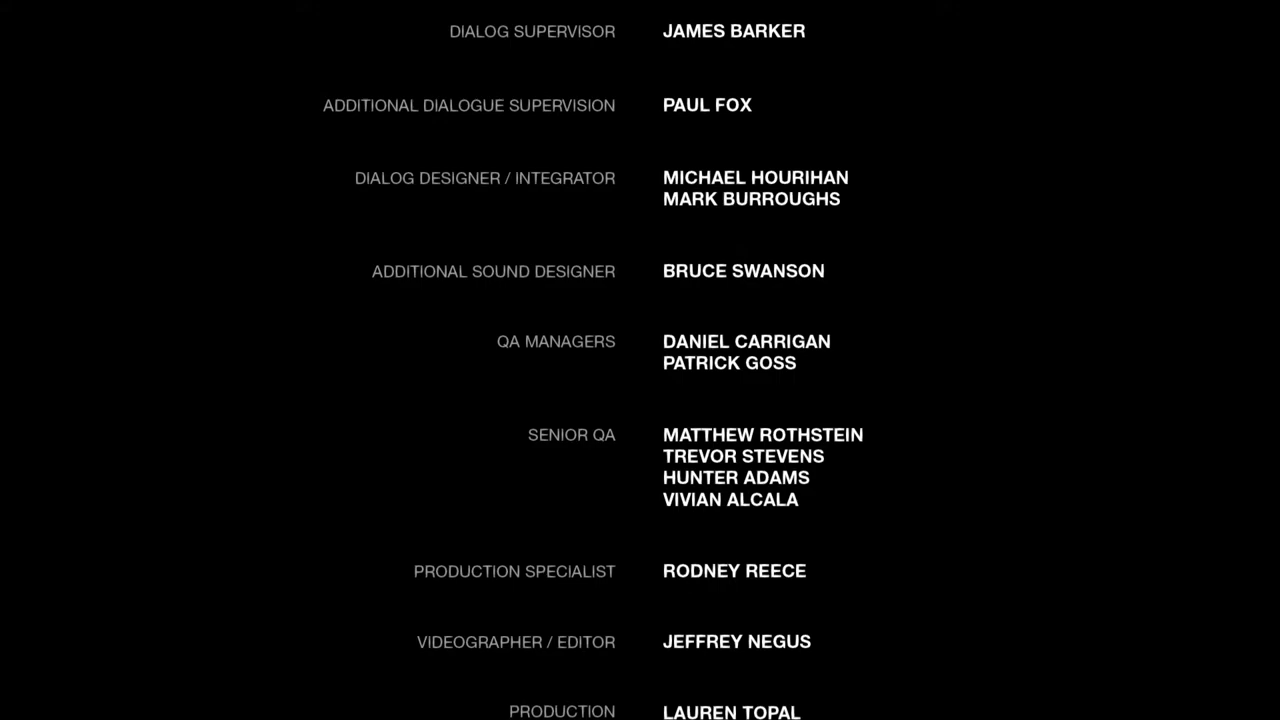 DIALOG SUPERVISOR JAMES BARKER
ADDITIONAL DIALOGUE SUPERVISION PAUL FOX
DIALOG DESIGNER / INTEGRATOR MICHAEL HOURIHAN
MARK BURROUGHS
ADDITIONAL SOUND DESIGNER BRUCE SWANSON
QA MANAGERS DANIEL CARRIGAN
PATRICK GOSS
SENIOR QA MATTHEW ROTHSTEIN
TREVOR STEVENS
HUNTER ADAMS
VIVIAN ALCALA
PRODUCTION SPECIALIST RODNEY REECE
VIDEOGRAPHER / EDITOR JEFFREY NEGUS
PRODUCTION LAUREN TOPAL